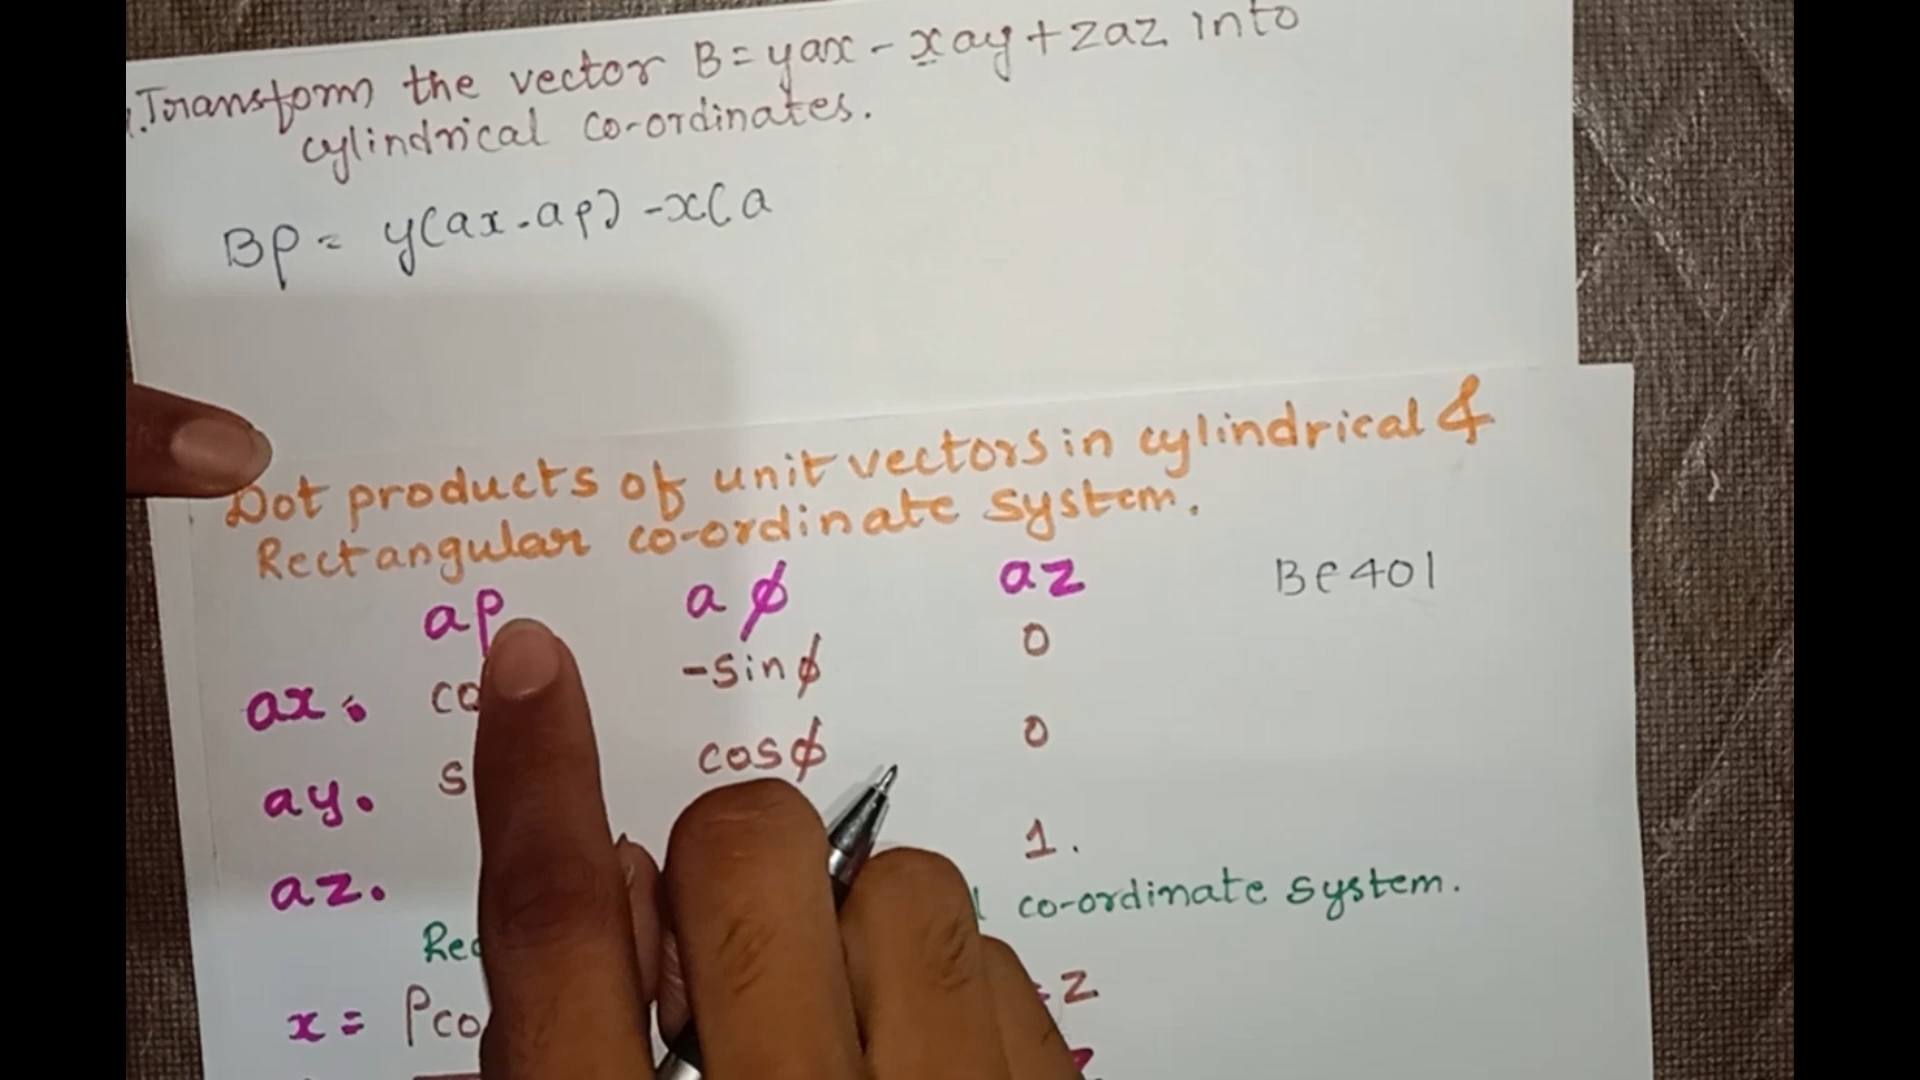 Transform the vector B = yax - xay + zaz into
cylindrical co-ordinates.
Bρ = y(ax.aρ) -x(a
Dot products of unit vectors in cylindrical &
Rectangular co-ordinate system.
aρ aϕ az
BC401
ax. -sinϕ 0
ay. cosϕ 0
az. 1.
co-ordinate system.
x = ρco z